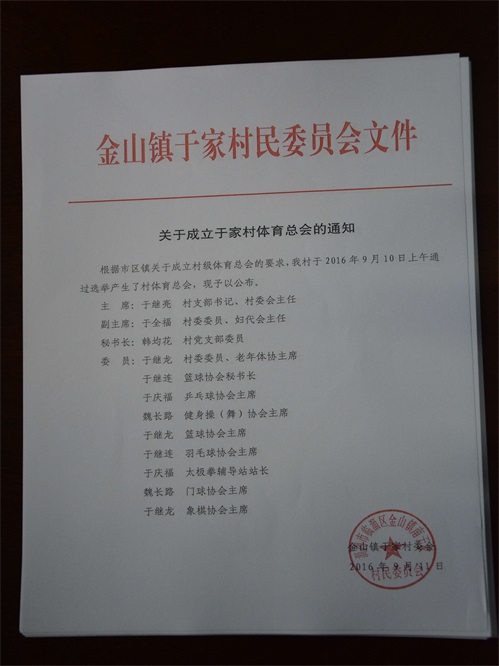 金山镇于家村民委员会文件
关于成立于家村体育总会的通知
根据市区镇关于成立村级体育总会的要求,我村于2016年9月10日上午通
过选举产生了村体育总会,现予以公布。
主 席:于继亮 村支部书记、村委会主任
副主席:于全福 村委委员、妇代会主任
秘书长:韩均花 村党支部委员
委 员:于继龙 村委委员、老年体协主席
于继连 篮球协会秘书长
于庆福 乒乓球协会主席
魏长路 健身操(舞)协会主席
于继龙 篮球协会主席
于继连 羽毛球协会主席
于庆福 太极拳辅导站站长
魏长路 门球协会主席
于继龙 象棋协会主席
金山镇于家村委会
2016年9月11日
市临淄区金山镇
村民委员会